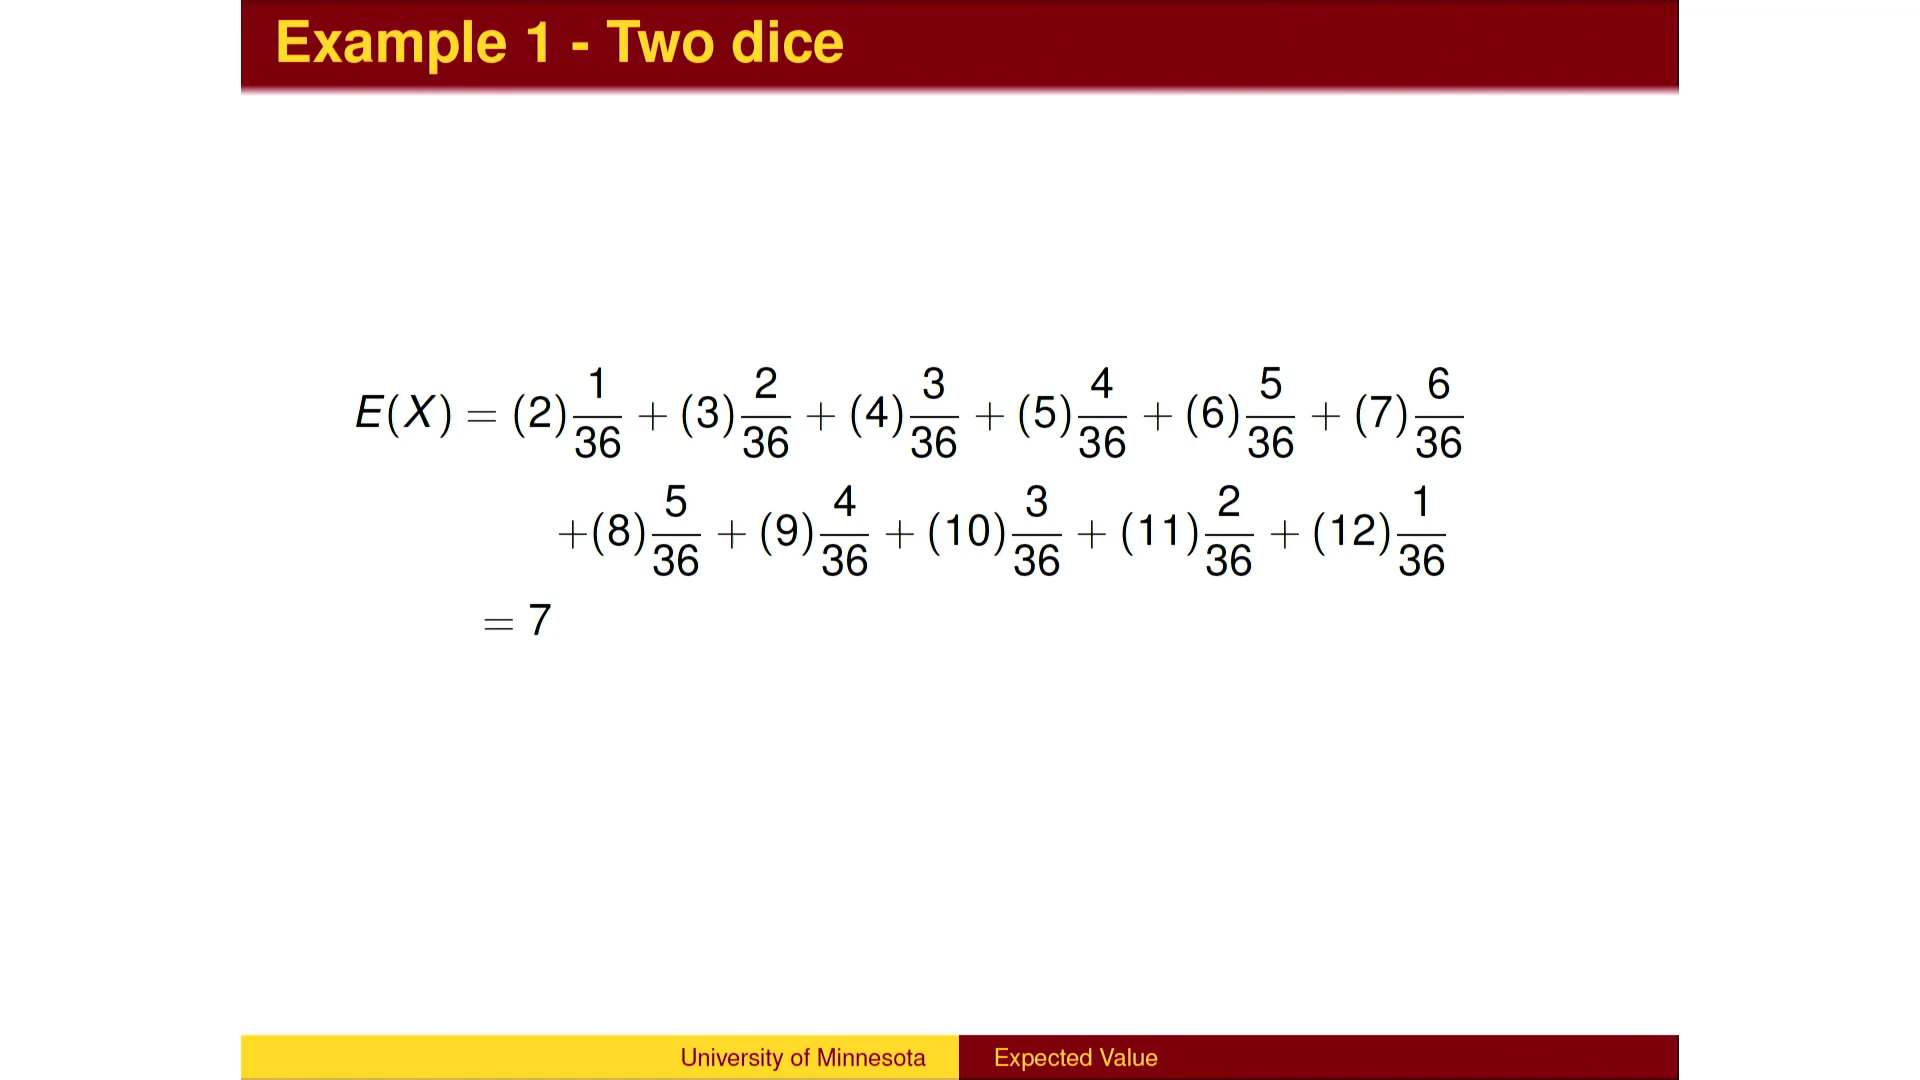 Example 1 - Two dice
E(X) = (2) 1/36 + (3) 2/36 + (4) 3/36 + (5) 4/36 + (6) 5/36 + (7) 6/36
+(8) 5/36 + (9) 4/36 + (10) 3/36 + (11) 2/36 + (12) 1/36
= 7
University of Minnesota Expected Value